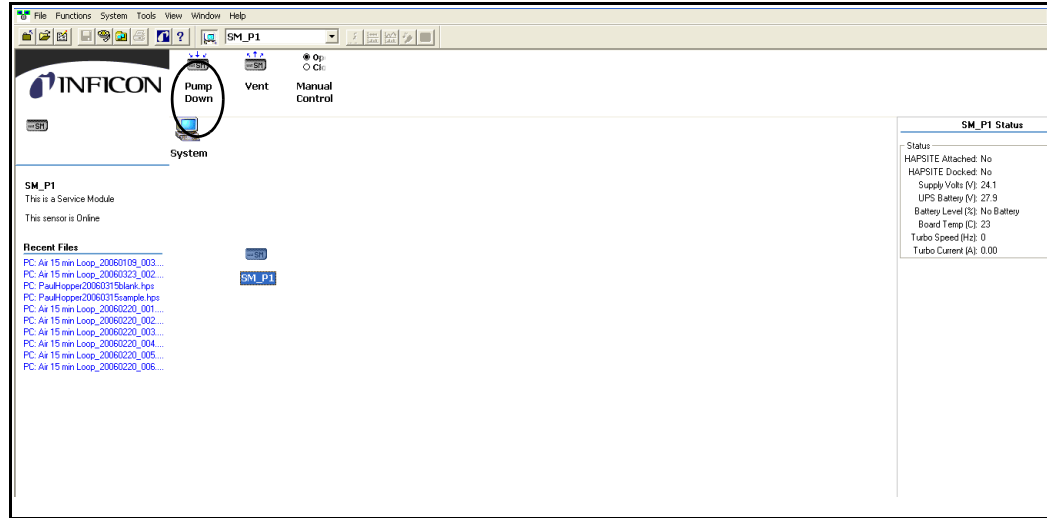 File Functions System Tools View Window Help
SM_P1
INFICON
Pump Down
Vent
Op
Clo
Manual Control
SM
System
SM_P1
This is a Service Module
This sensor is Online
Recent Files
PC: Air 15 min Loop_20060109_003....
PC: Air 15 min Loop_20060323_002....
PC: PaulHopper20060315blank.hps
PC: PaulHopper20060315sample.hps
PC: Air 15 min Loop_20060220_001....
PC: Air 15 min Loop_20060220_002....
PC: Air 15 min Loop_20060220_003....
PC: Air 15 min Loop_20060220_004....
PC: Air 15 min Loop_20060220_005....
PC: Air 15 min Loop_20060220_006....
SM
SM_P1
SM_P1 Status
Status
HAPSITE Attached: No
HAPSITE Docked: No
Supply Volts (V): 24.1
UPS Battery (V): 27.9
Battery Level (%): No Battery
Board Temp (C): 23
Turbo Speed (Hz): 0
Turbo Current (A): 0.00